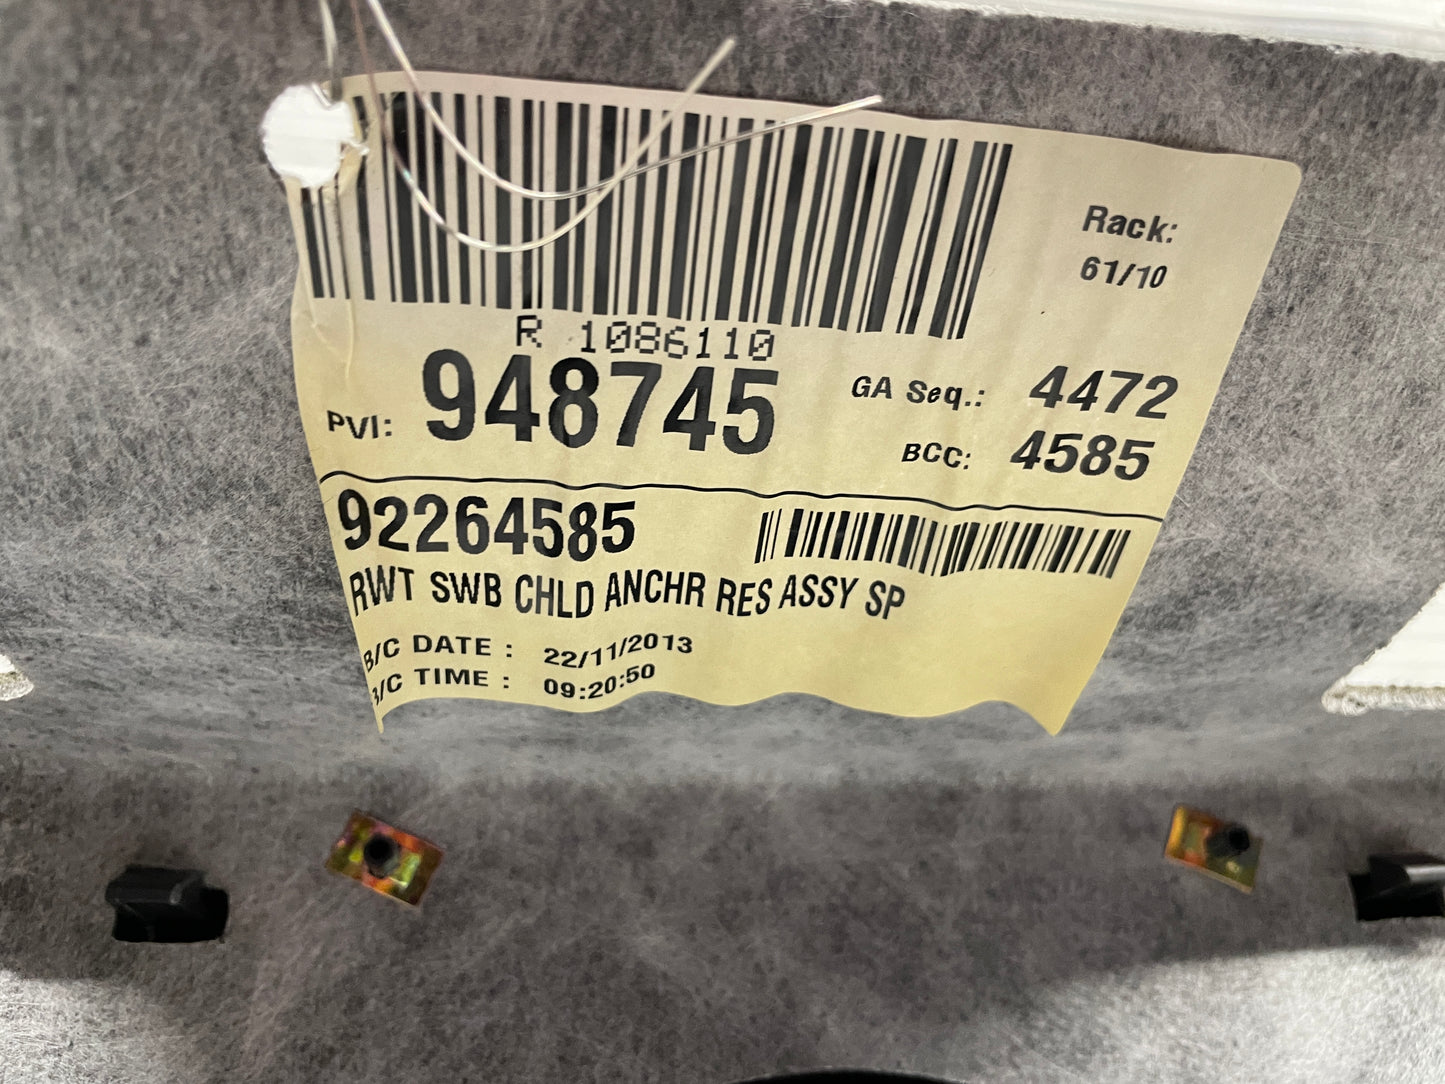 R 1086110
Rack:
61/10
PVI: 948745
GA Seq.: 4472
BCC: 4585
92264585
RWT SWB CHLD ANCHR RES ASSY SP
B/C DATE : 22/11/2013
B/C TIME : 09:20:50